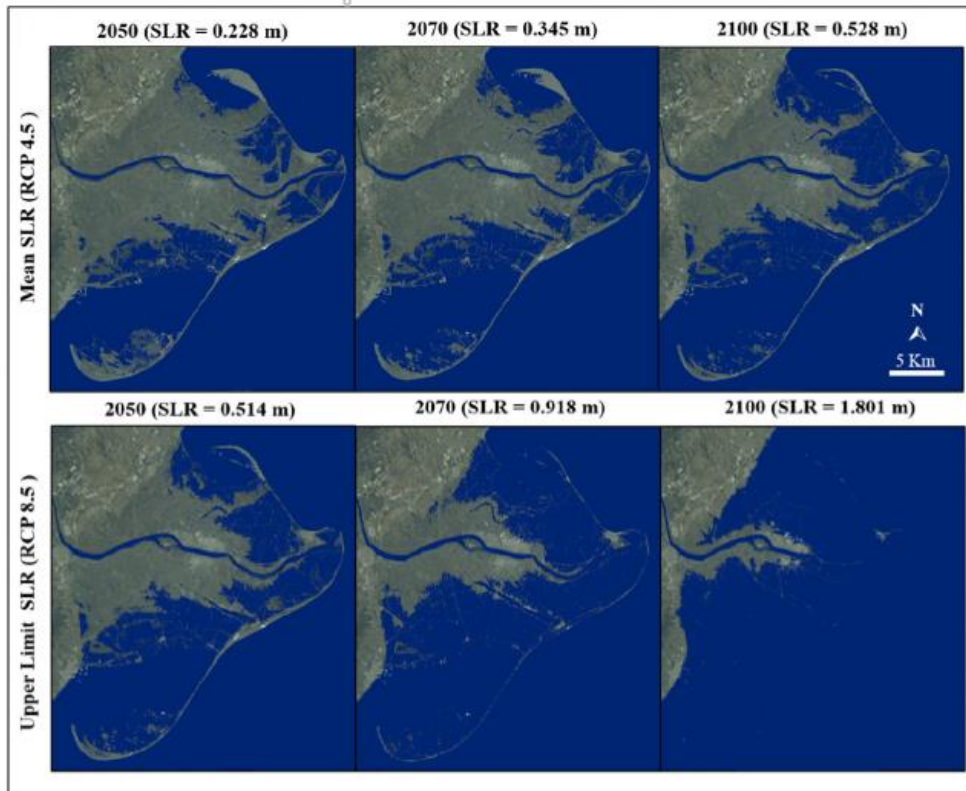 2050 (SLR = 0.228 m) 2070 (SLR = 0.345 m) 2100 (SLR = 0.528 m)
Mean SLR (RCP 4.5 )
N
5 Km
2050 (SLR = 0.514 m) 2070 (SLR = 0.918 m) 2100 (SLR = 1.801 m)
Upper Limit SLR (RCP 8.5 )